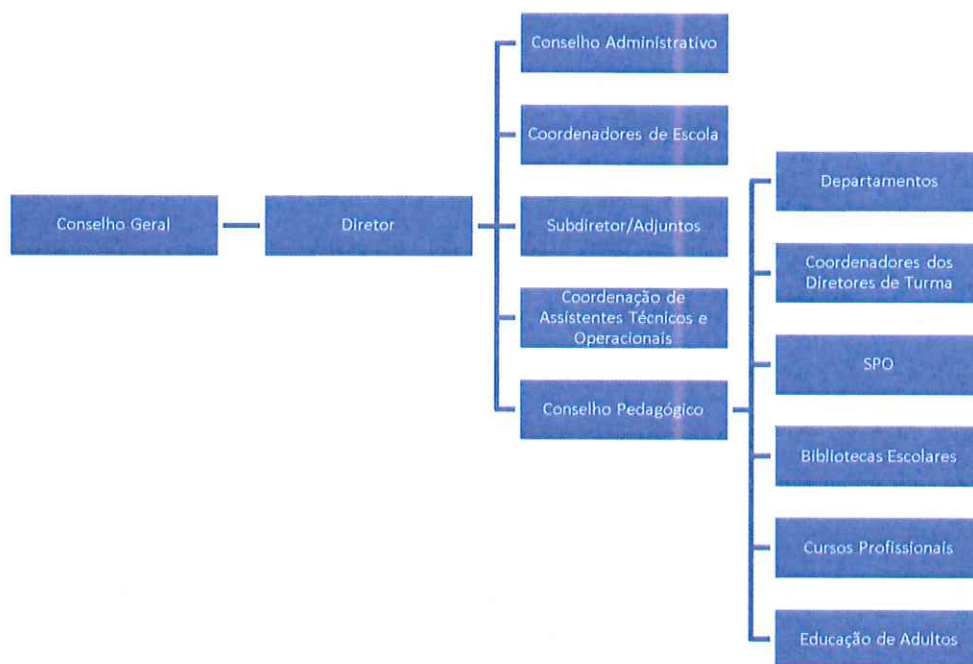 Conselho Geral
Diretor
Conselho Administrativo
Coordenadores de Escola
Subdiretor/Adjuntos
Coordenação de
Assistentes Técnicos e
Operacionais
Conselho Pedagógico
Departamentos
Coordenadores dos
Diretores de Turma
SPO
Bibliotecas Escolares
Cursos Profissionais
Educação de Adultos